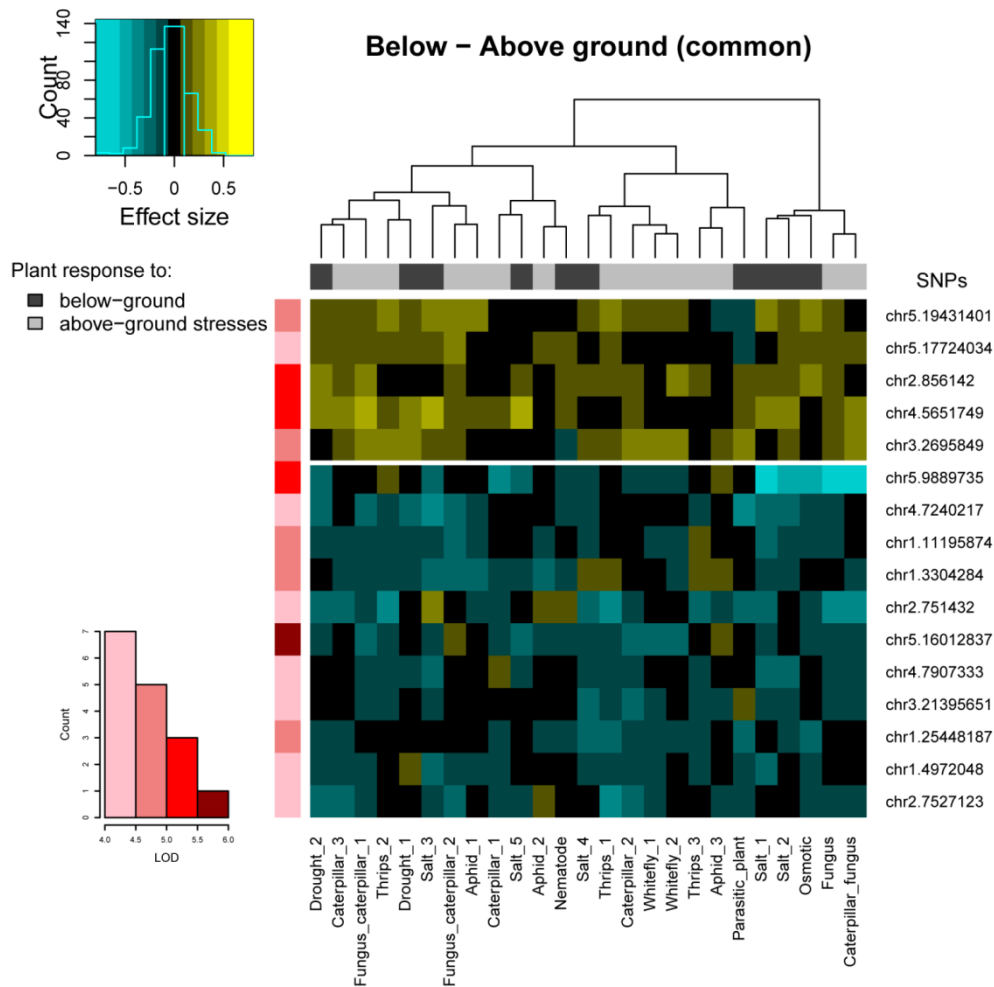 Below − Above ground (common)
Count
0 40 80 140
−0.5 0 0.5
Effect size
Plant response to:
below−ground
above−ground stresses
SNPs
chr5.19431401
chr5.17724034
chr2.856142
chr4.5651749
chr3.2695849
chr5.9889735
chr4.7240217
chr1.11195874
chr1.3304284
chr2.751432
chr5.16012837
chr4.7907333
chr3.21395651
chr1.25448187
chr1.4972048
chr2.7527123
Count
0 1 2 3 4 5 6 7
4.0 4.5 5.0 5.5 6.0
LOD
Drought_2
Caterpillar_3
Fungus_caterpillar_1
Thrips_2
Drought_1
Salt_3
Fungus_caterpillar_2
Aphid_1
Caterpillar_1
Salt_5
Aphid_2
Nematode
Salt_4
Thrips_1
Caterpillar_2
Whitefly_1
Whitefly_2
Thrips_3
Aphid_3
Parasitic_plant
Salt_1
Salt_2
Osmotic
Fungus
Caterpillar_fungus